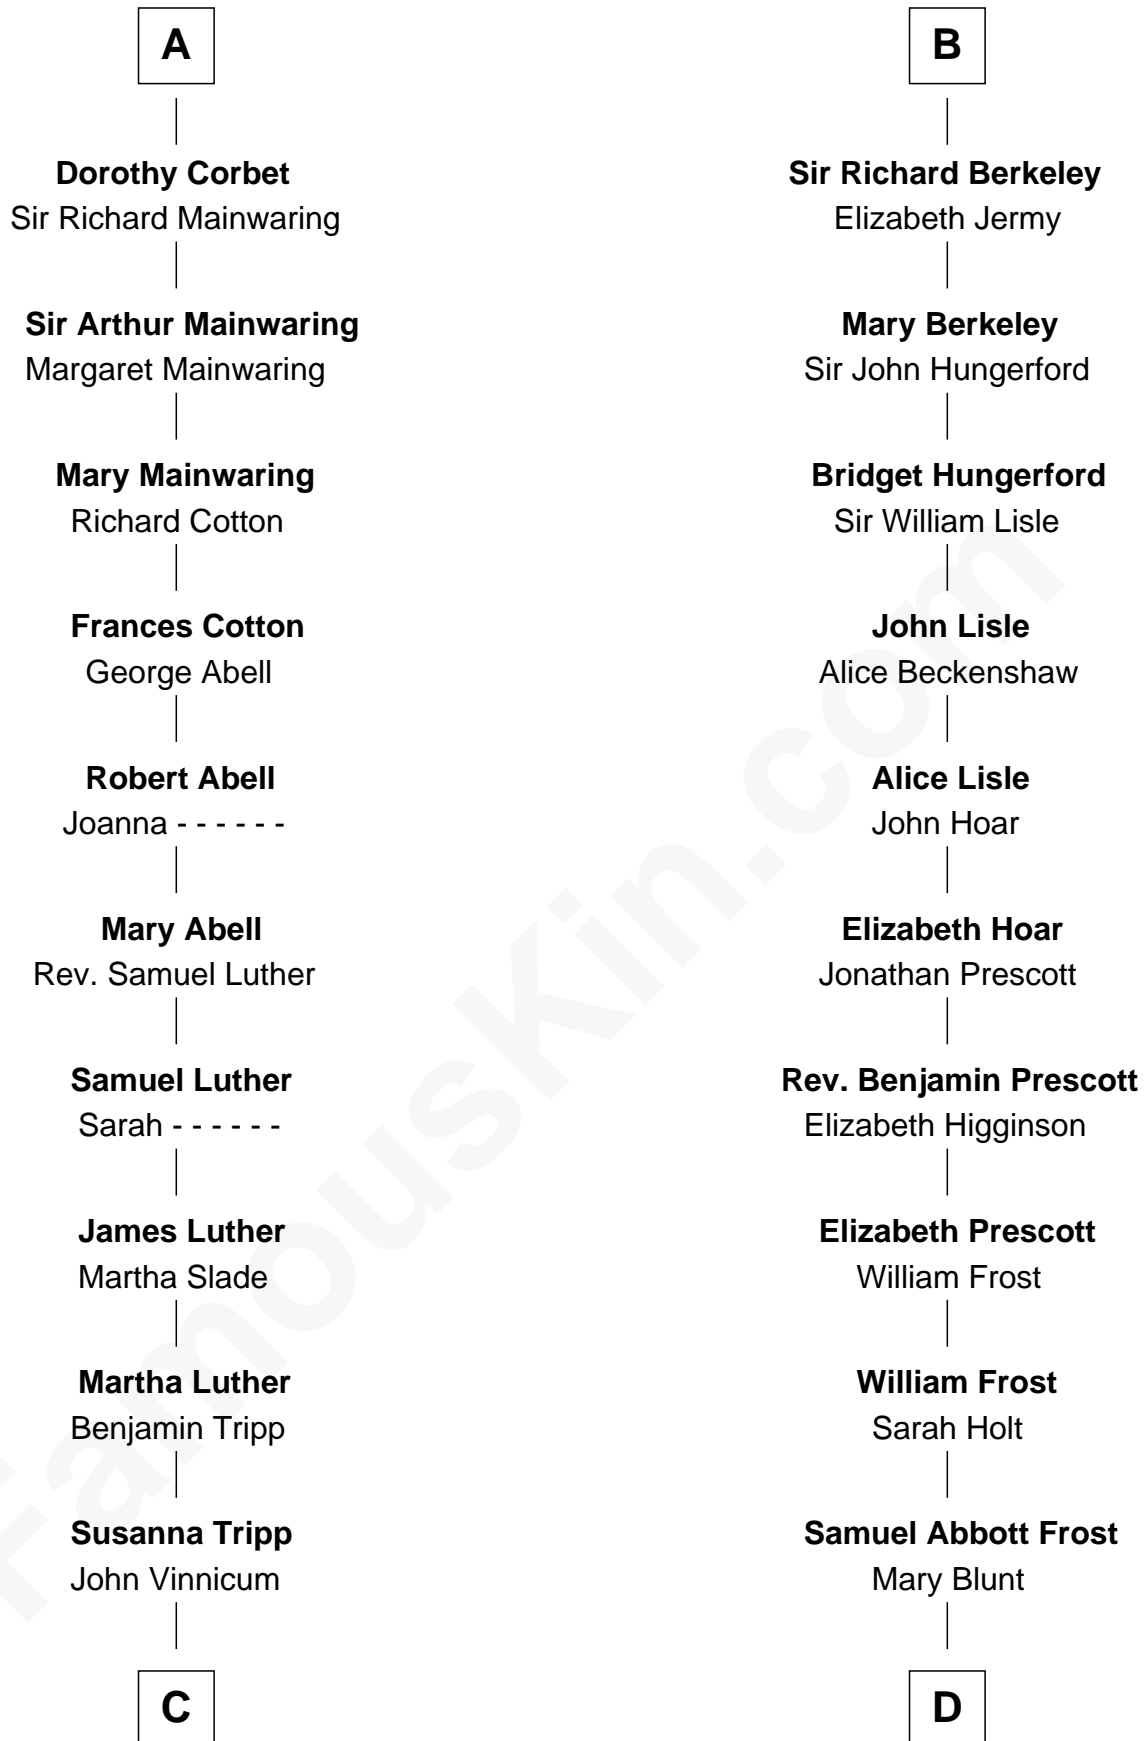 A
Dorothy Corbet
Sir Richard Mainwaring
Sir Arthur Mainwaring
Margaret Mainwaring
Mary Mainwaring
Richard Cotton
Frances Cotton
George Abell
Robert Abell
Joanna - - - - - -
Mary Abell
Rev. Samuel Luther
Samuel Luther
Sarah - - - - - -
James Luther
Martha Slade
Martha Luther
Benjamin Tripp
Susanna Tripp
John Vinnicum
C
B
Sir Richard Berkeley
Elizabeth Jermy
Mary Berkeley
Sir John Hungerford
Bridget Hungerford
Sir William Lisle
John Lisle
Alice Beckenshaw
Alice Lisle
John Hoar
Elizabeth Hoar
Jonathan Prescott
Rev. Benjamin Prescott
Elizabeth Higginson
Elizabeth Prescott
William Frost
William Frost
Sarah Holt
Samuel Abbott Frost
Mary Blunt
D
FamousKin.com